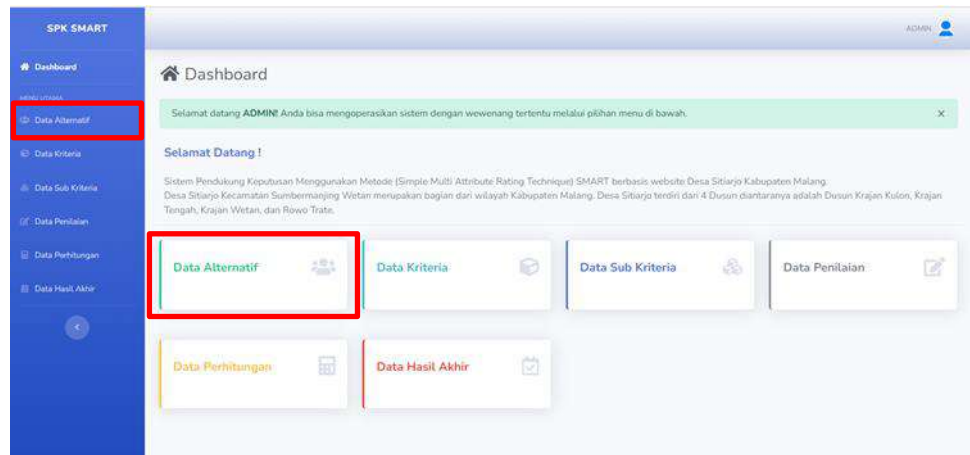 SPK SMART
ADMIN
Dashboard
Dashboard
MENU UTAMA
Data Alternatif
Data Kriteria
Data Sub Kriteria
Data Penilaian
Data Perhitungan
Data Hasil Akhir
Selamat datang ADMIN! Anda bisa mengoperasikan sistem dengan wewenang tertentu melalui pilihan menu di bawah.
Selamat Datang !
Sistem Pendukung Keputusan Menggunakan Metode (Simple Multi Attribute Rating Technique) SMART berbasis website Desa Sitiarjo Kabupaten Malang.
Desa Sitiarjo Kecamatan Sumbermanjing Wetan merupakan bagian dari wilayah Kabupaten Malang. Desa Sitiarjo terdiri dari 4 Dusun diantaranya adalah Dusun Krajan Kulon, Krajan
Tengah, Krajan Wetan, dan Rowo Trate.
Data Alternatif
Data Kriteria
Data Sub Kriteria
Data Penilaian
Data Perhitungan
Data Hasil Akhir